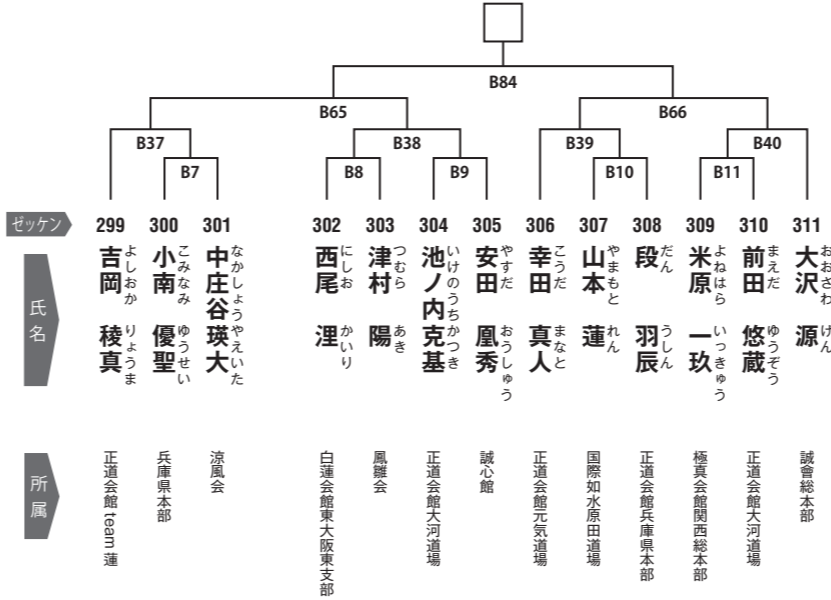 B84
B65
B66
B37
B38
B39
B40
B7
B8
B9
B10
B11
ゼッケン
299
300
301
302
303
304
305
306
307
308
309
310
311
氏名
吉岡 稜真
よしおか りょうま
小南 優聖
こみなみ ゆうせい
中庄谷瑛大
なかしょうやえいた
西尾 浬
にしお かいり
津村 陽
つむら あき
池ノ内克基
いけのうちかつき
安田 凰秀
やすだ おうしゅう
幸田 真人
こうだ まなと
山本 蓮
やまもと れん
段 羽辰
だん うしん
米原 一玖
よねはら いっきゅう
前田 悠蔵
まえだ ゆうぞう
大沢 源
おおさわ げん
所属
正道会館 team 蓮
兵庫県本部
涼風会
白蓮会館東大阪東支部
鳳雛会
正道会館大河道場
誠心館
正道会館元気道場
国際如水原田道場
正道会館兵庫県本部
極真会館関西総本部
正道会館大河道場
誠會総本部